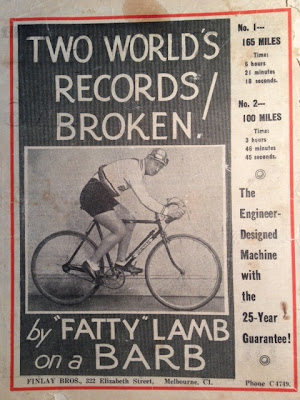 TWO WORLD'S
RECORDS
BROKEN!
by "FATTY" LAMB
on a BARB
No. 1—
165 MILES
Time:
6 hours
21 minutes
18 seconds.
No. 2—
100 MILES
Time:
3 hours
46 minutes
45 seconds.
The
Engineer-
Designed
Machine
with
the
25-Year
Guarantee!
FINLAY BROS., 322 Elizabeth Street, Melbourne, C1. Phone C4749.